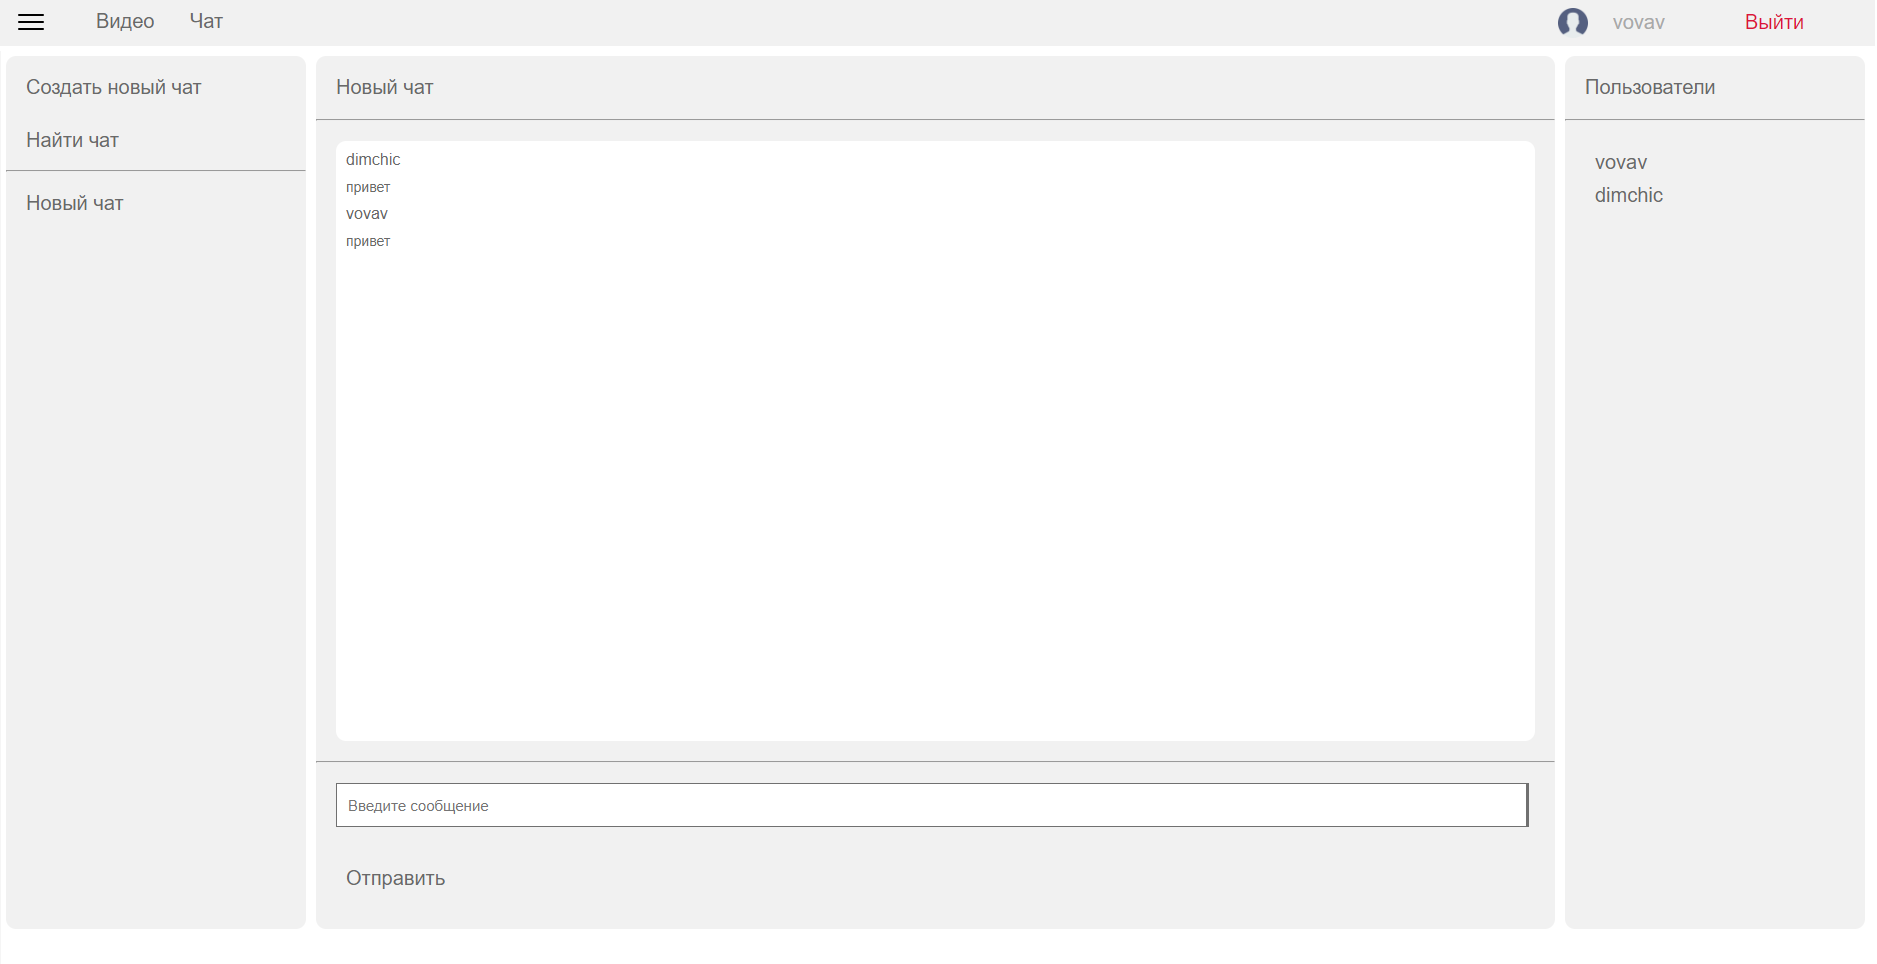 Видео Чат vovav Выйти
Создать новый чат
Найти чат
Новый чат
Новый чат
dimchic
привет
vovav
привет
Введите сообщение
Отправить
Пользователи
vovav
dimchic